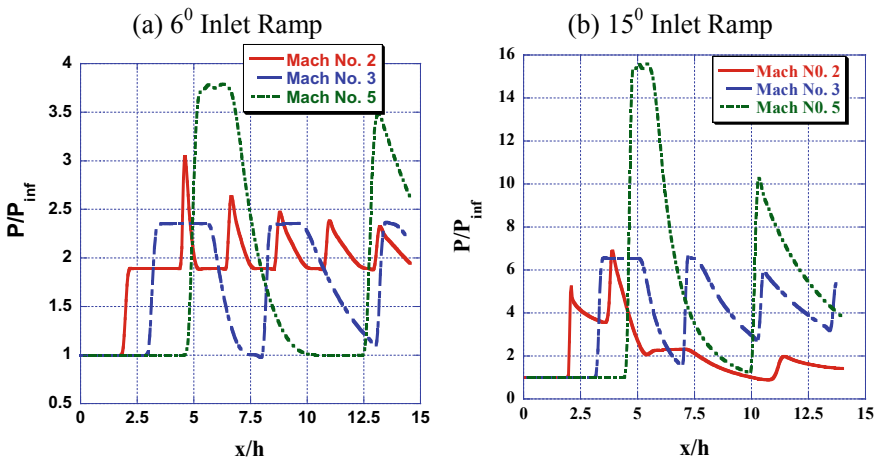 (a) 6⁰ Inlet Ramp
Mach No. 2
Mach No. 3
Mach No. 5
4
3.5
3
2.5
2
1.5
1
0.5
P/P_inf
0 2.5 5 7.5 10 12.5 15
x/h
(b) 15⁰ Inlet Ramp
Mach N0. 2
Mach N0. 3
Mach N0. 5
16
14
12
10
8
6
4
2
0
P/P_inf
0 2.5 5 7.5 10 12.5 15
x/h